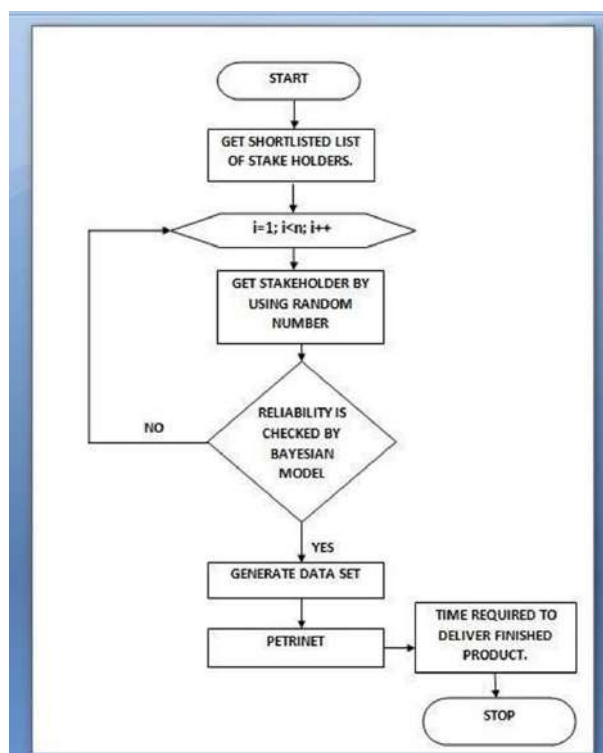 START
GET SHORTLISTED LIST
OF STAKE HOLDERS.
i=1; i<n; i++
GET STAKEHOLDER BY
USING RANDOM
NUMBER
RELIABILITY IS
CHECKED BY
BAYESIAN
MODEL
NO
YES
GENERATE DATA SET
PETRINET
TIME REQUIRED TO
DELIVER FINISHED
PRODUCT.
STOP